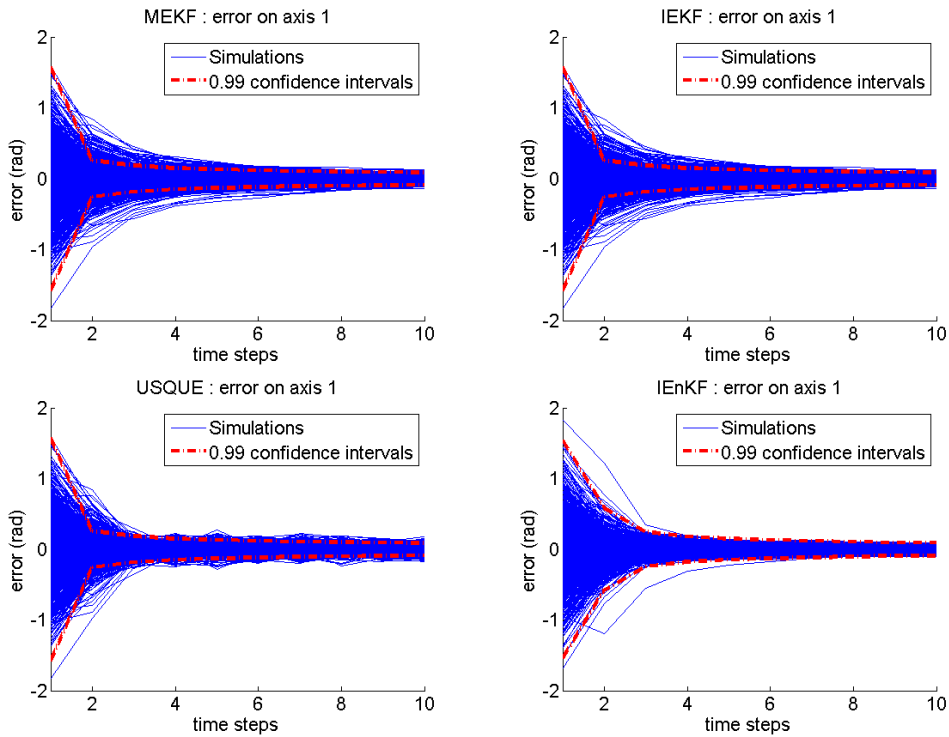 MEKF : error on axis 1
2
1
0
-1
-2
error (rad)
Simulations
0.99 confidence intervals
2
4
6
8
10
time steps
IEKF : error on axis 1
2
1
0
-1
-2
error (rad)
Simulations
0.99 confidence intervals
2
4
6
8
10
time steps
USQUE : error on axis 1
2
1
0
-1
-2
error (rad)
Simulations
0.99 confidence intervals
2
4
6
8
10
time steps
IEnKF : error on axis 1
2
1
0
-1
-2
error (rad)
Simulations
0.99 confidence intervals
2
4
6
8
10
time steps